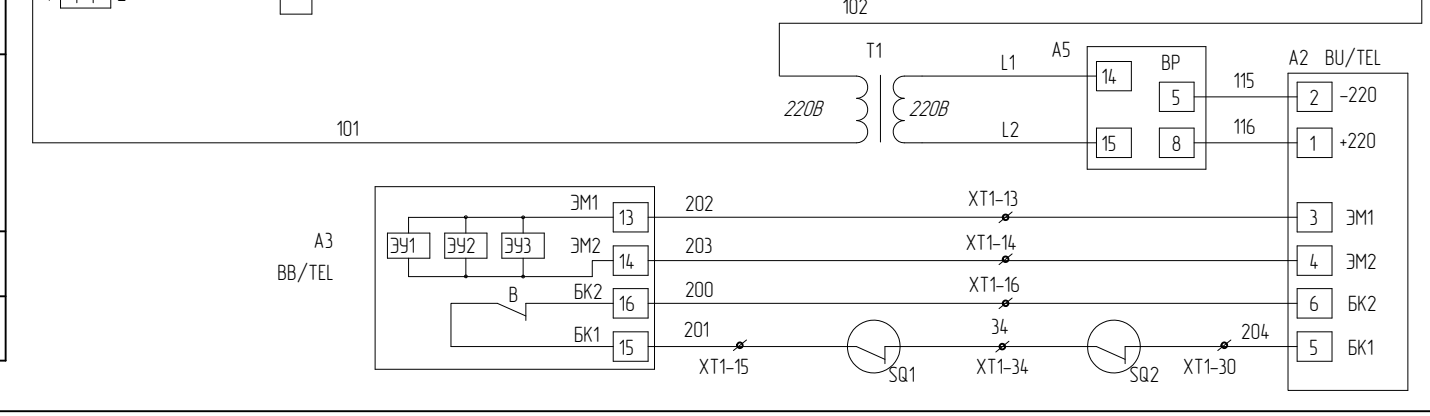 102
T1
L1
A5
14
BP
5
115
A2 BU/TEL
2
-220
220В
220В
101
L2
15
8
116
1
+220
A3
BB/TEL
ЭУ1
ЭУ2
ЭУ3
ЭМ1
13
202
XT1-13
3
ЭМ1
ЭМ2
14
203
XT1-14
4
ЭМ2
В
БК2
16
200
XT1-16
6
БК2
БК1
15
201
XT1-15
SQ1
34
XT1-34
SQ2
XT1-30
204
5
БК1